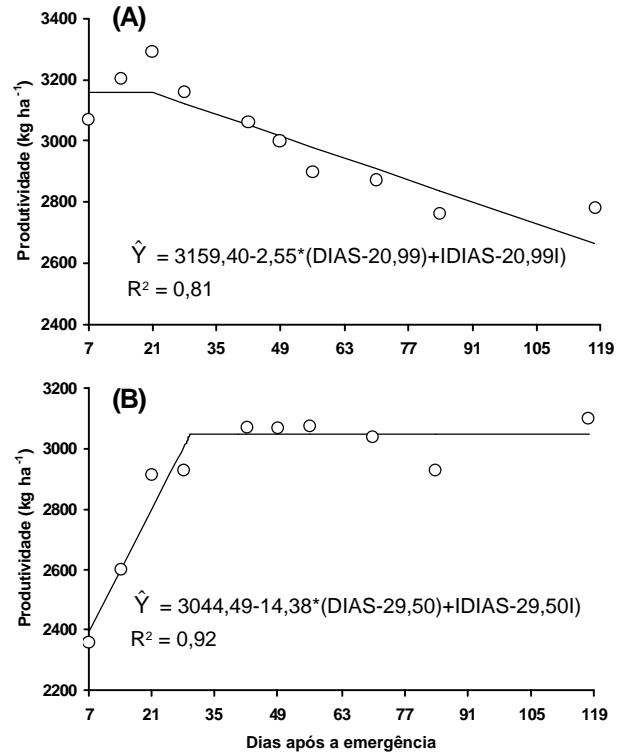 (A)
Produtividade (kg ha⁻¹)
3400
3200
3000
2800
2600
2400
Ŷ = 3159,40-2,55*(DIAS-20,99)+IDIAS-20,99I)
R² = 0,81
7 21 35 49 63 77 91 105 119
(B)
Produtividade (kg ha⁻¹)
3400
3200
3000
2800
2600
2400
2200
Ŷ = 3044,49-14,38*(DIAS-29,50)+IDIAS-29,50I)
R² = 0,92
7 21 35 49 63 77 91 105 119
Dias após a emergência